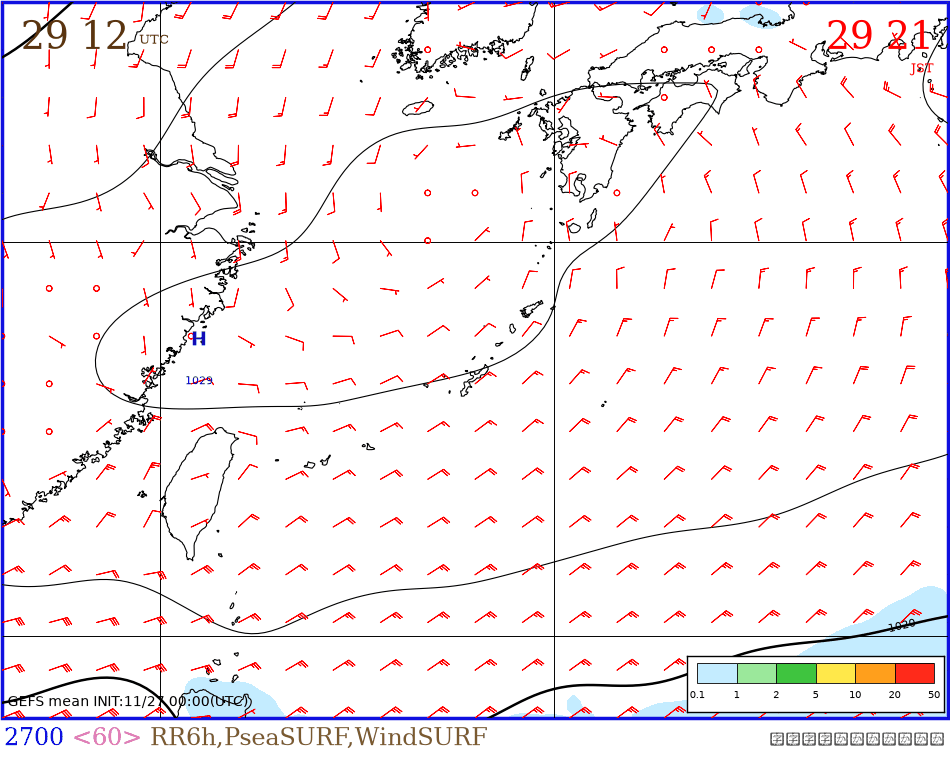 29 12 UTC
29 21
JST
H
1029
1020
GEFS mean INIT:11/27 00:00(UTC)
0.1 1 2 5 10 20 50
2700 <60> RR6h,PseaSURF,WindSURF